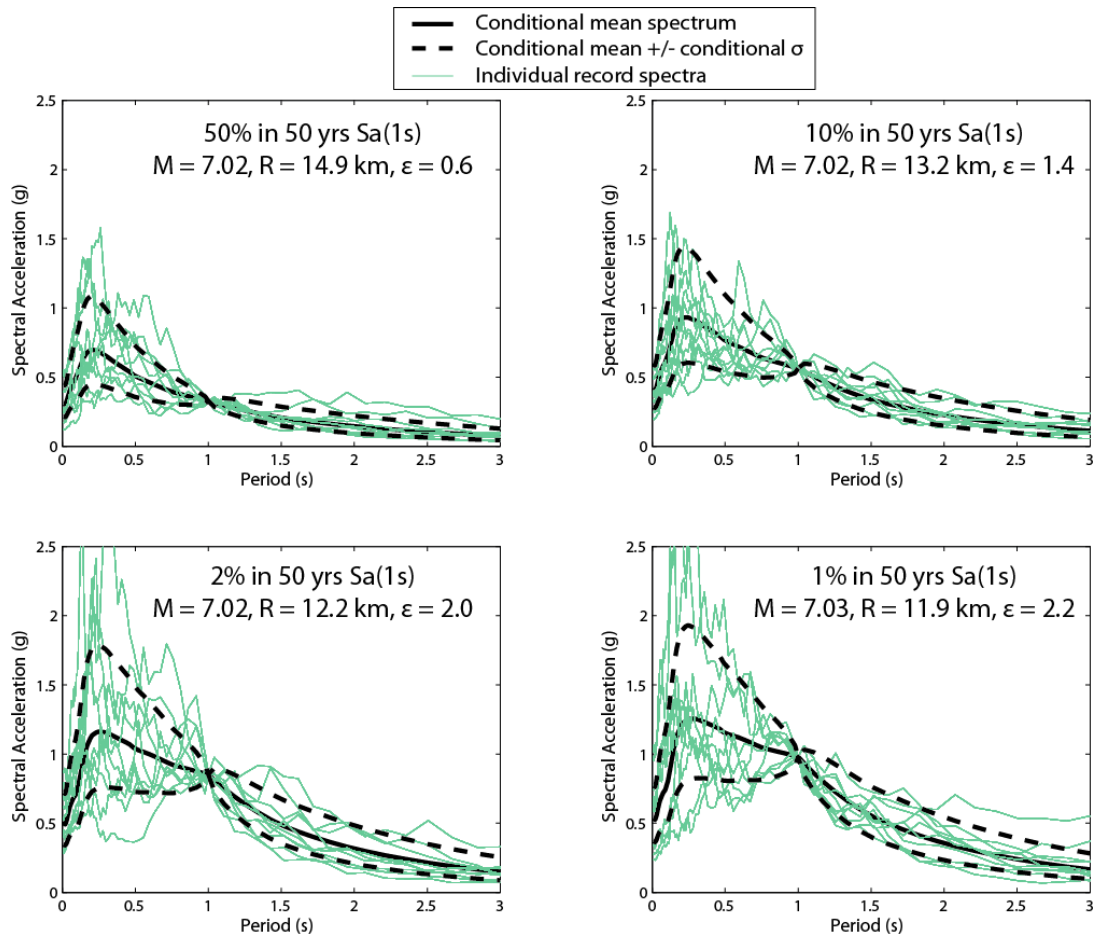 Conditional mean spectrum
Conditional mean +/- conditional σ
Individual record spectra
2.5
2
1.5
1
0.5
0
Spectral Acceleration (g)
50% in 50 yrs Sa(1s)
M = 7.02, R = 14.9 km, ε = 0.6
0 0.5 1 1.5 2 2.5 3
Period (s)
2.5
2
1.5
1
0.5
0
Spectral Acceleration (g)
10% in 50 yrs Sa(1s)
M = 7.02, R = 13.2 km, ε = 1.4
0 0.5 1 1.5 2 2.5 3
Period (s)
2.5
2
1.5
1
0.5
0
Spectral Acceleration (g)
2% in 50 yrs Sa(1s)
M = 7.02, R = 12.2 km, ε = 2.0
0 0.5 1 1.5 2 2.5 3
Period (s)
2.5
2
1.5
1
0.5
0
Spectral Acceleration (g)
1% in 50 yrs Sa(1s)
M = 7.03, R = 11.9 km, ε = 2.2
0 0.5 1 1.5 2 2.5 3
Period (s)